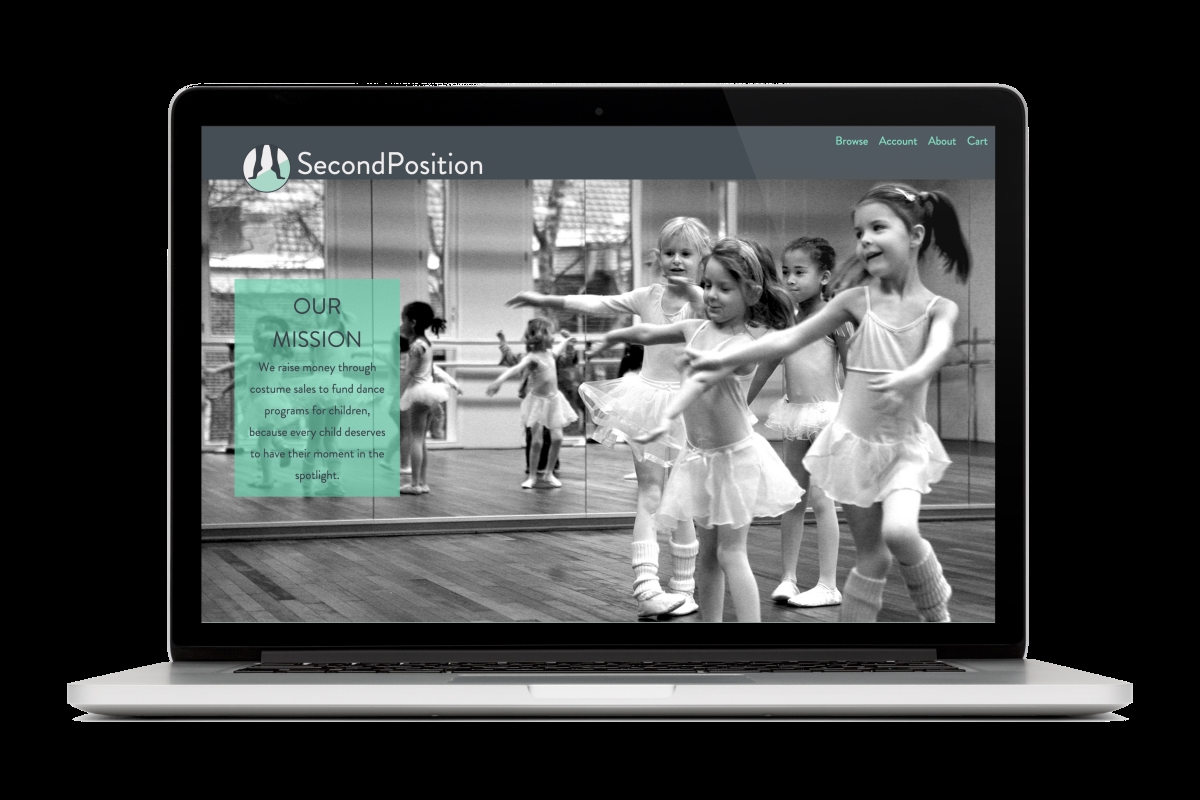 SecondPosition
Browse Account About Cart
OUR
MISSION
We raise money through
costume sales to fund dance
programs for children,
because every child deserves
to have their moment in the
spotlight.